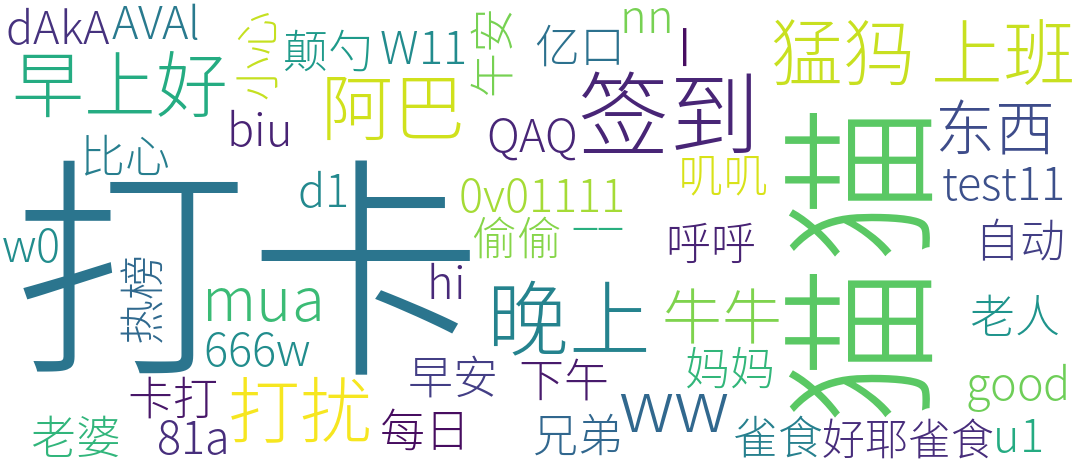 dAkA
AVAl
小心
颠勺
W11
午安
亿口
nn
l
猛犸
上班
早上好
biu
阿巴
QAQ
签到
猫猫
东西
比心
打卡
d1
0v01111
叽叽
test11
w0
偷偷
一一
呼呼
自动
热榜
mua
hi
晚上
牛牛
老人
666w
卡打
打扰
早安
下午
妈妈
good
老婆
81a
每日
兄弟
ww
雀食
好耶雀食
u1